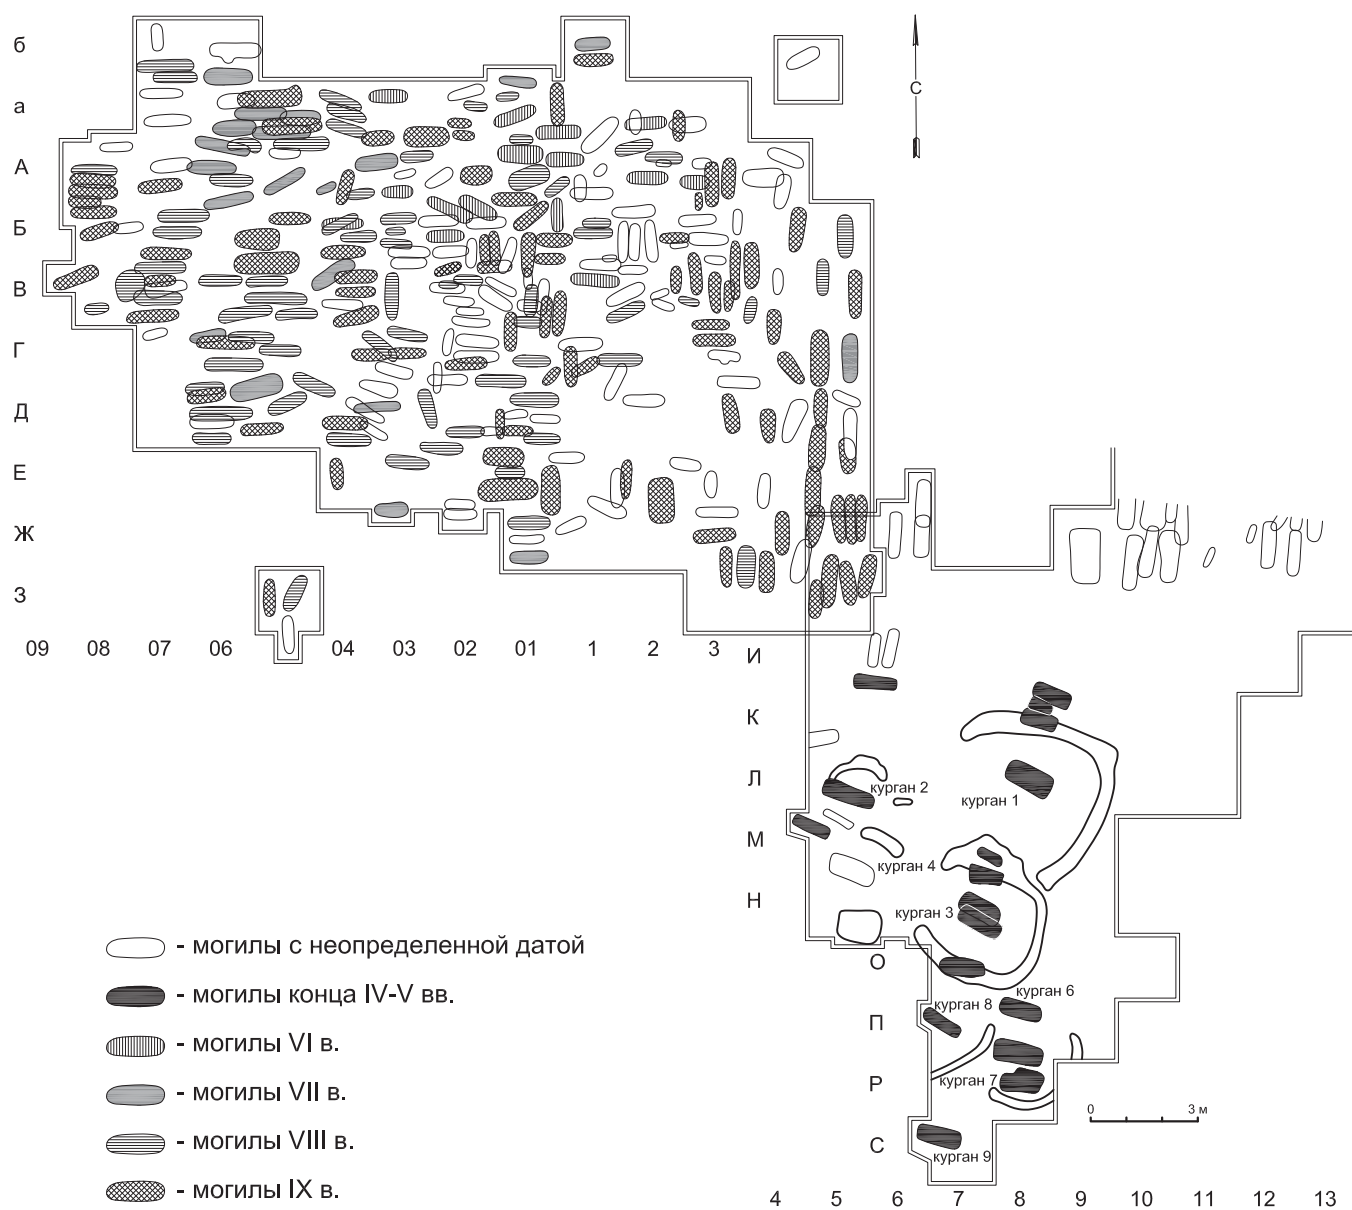 б
а
А
Б
В
Г
Д
Е
Ж
З
С
09 08 07 06 04 03 02 01 1 2 3
И
К
Л
М
Н
О
П
Р
С
курган 2
курган 1
курган 4
курган 3
курган 6
курган 8
курган 7
курган 9
0 3 м
- могилы с неопределенной датой
- могилы конца IV-V вв.
- могилы VI в.
- могилы VII в.
- могилы VIII в.
- могилы IX в.
4 5 6 7 8 9 10 11 12 13